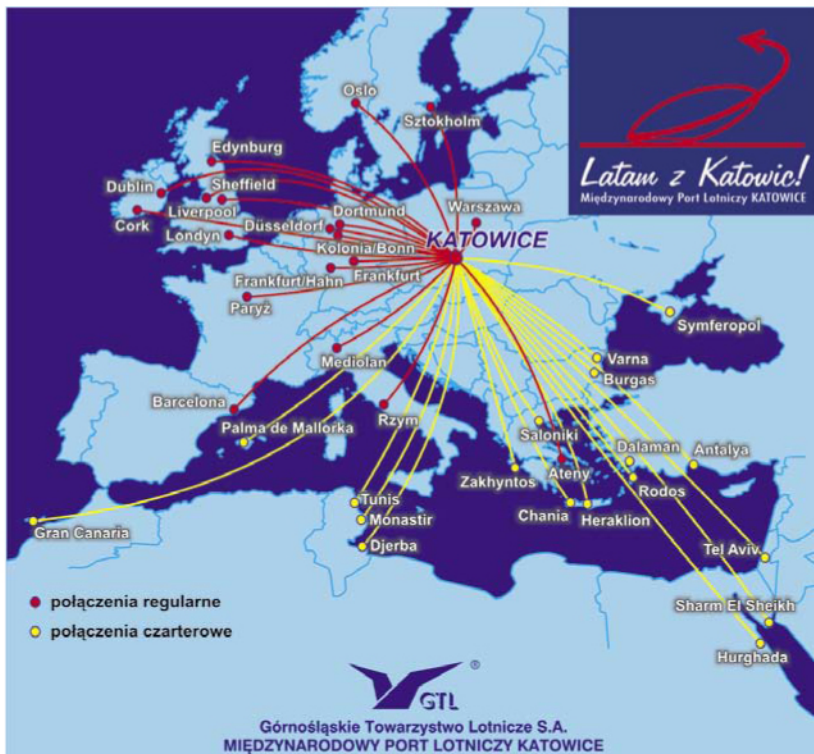 Latam z Katowic!
Międzynarodowy Port Lotniczy KATOWICE
Oslo
Sztokholm
Edynburg
Dublin
Sheffield
Liverpool
Cork
Londyn
Dortmund
Düsseldorf
Warszawa
Kolonia/Bonn
KATOWICE
Frankfurt/Hahn
Frankfurt
Paryż
Symferopol
Mediolan
Varna
Burgas
Barcelona
Palma de Mallorka
Rzym
Saloniki
Dalaman
Antalya
Zakhyntos
Ateny
Rodos
Tunis
Chania
Heraklion
Monastir
Gran Canaria
Djerba
Tel Aviv
Sharm El Sheikh
Hurghada
połączenia regularne
połączenia czarterowe
®
GTL
Górnośląskie Towarzystwo Lotnicze S.A.
MIĘDZYNARODOWY PORT LOTNICZY KATOWICE